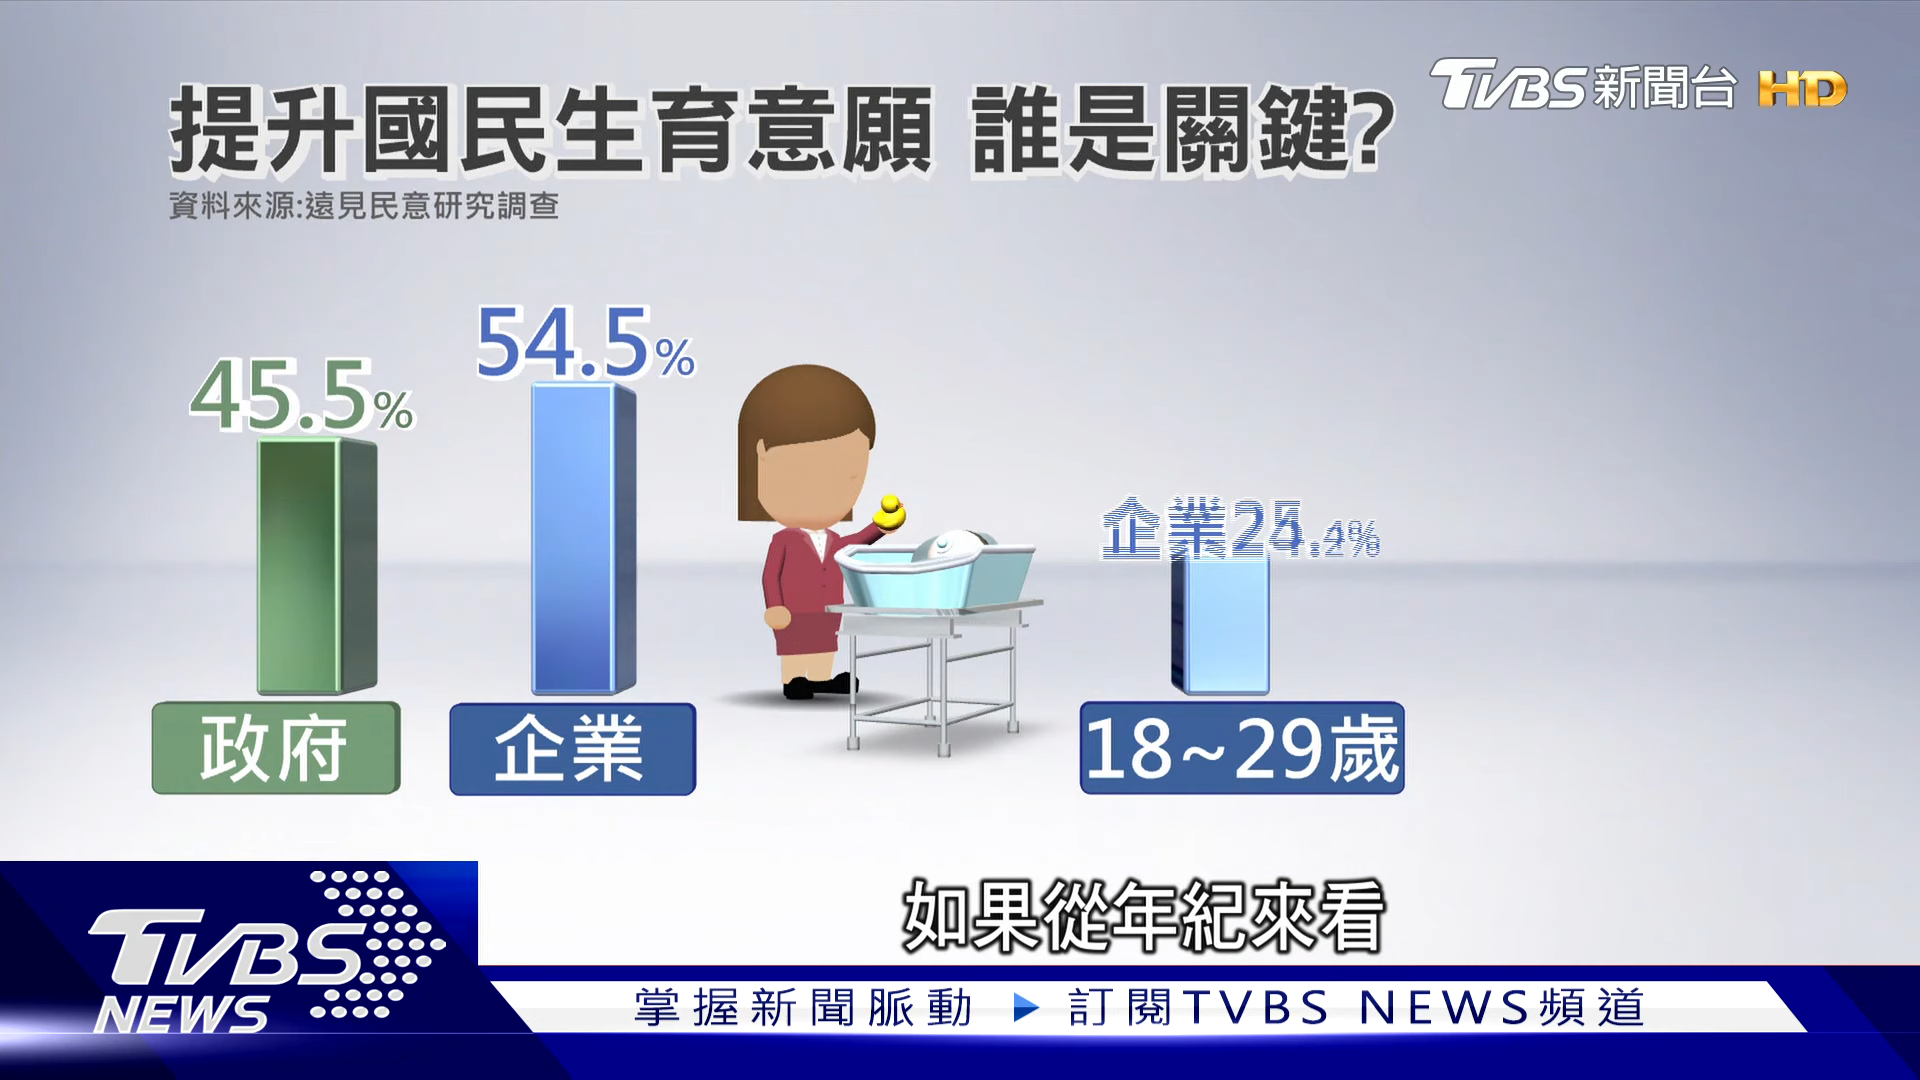 提升國民生育意願 誰是關鍵?
TVBS新聞台 HD
資料來源:遠見民意研究調查
45.5%
54.5%
企業
政府
企業
18~29歲
如果從年紀來看
TVBS
NEWS
掌握新聞脈動 ▶ 訂閱TVBS NEWS頻道